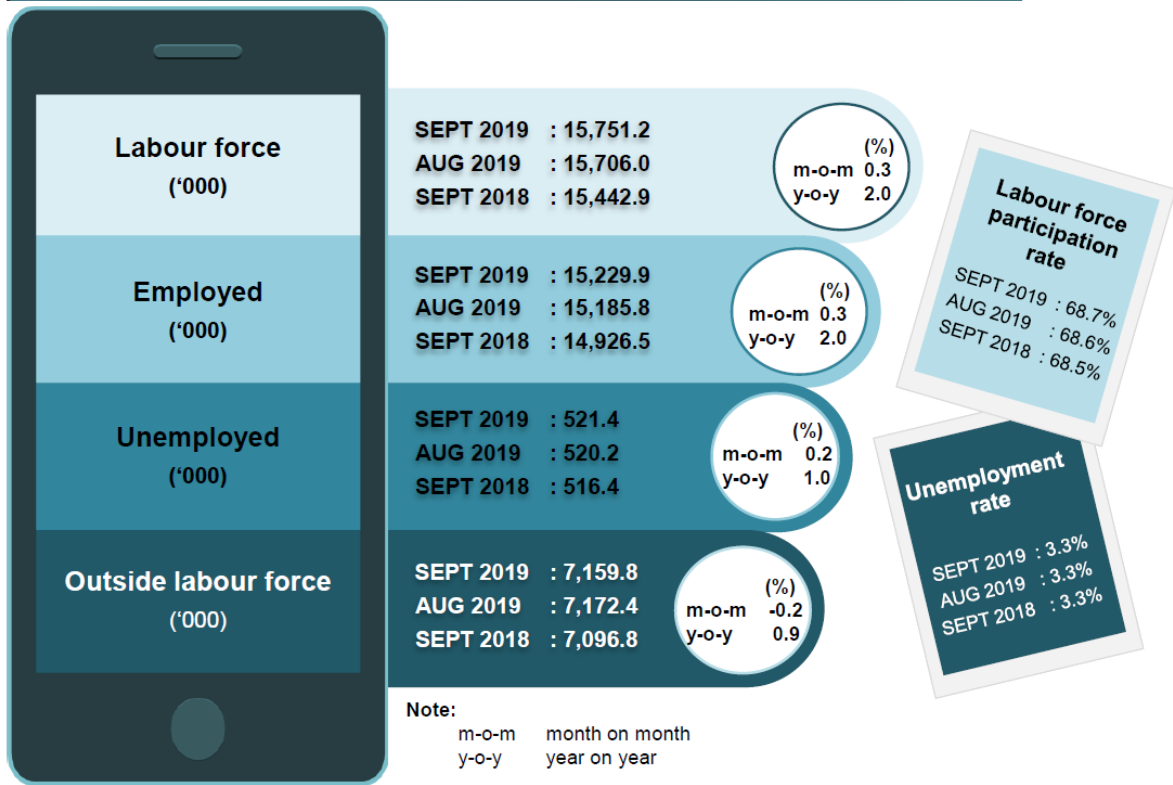 Labour force
(‘000)
SEPT 2019 : 15,751.2
AUG 2019 : 15,706.0
SEPT 2018 : 15,442.9
(%)
m-o-m 0.3
y-o-y 2.0
Employed
(‘000)
SEPT 2019 : 15,229.9
AUG 2019 : 15,185.8
SEPT 2018 : 14,926.5
(%)
m-o-m 0.3
y-o-y 2.0
Unemployed
(‘000)
SEPT 2019 : 521.4
AUG 2019 : 520.2
SEPT 2018 : 516.4
(%)
m-o-m 0.2
y-o-y 1.0
Outside labour force
(‘000)
SEPT 2019 : 7,159.8
AUG 2019 : 7,172.4
SEPT 2018 : 7,096.8
(%)
m-o-m -0.2
y-o-y 0.9
Labour force
participation
rate
SEPT 2019 : 68.7%
AUG 2019 : 68.6%
SEPT 2018 : 68.5%
Unemployment
rate
SEPT 2019 : 3.3%
AUG 2019 : 3.3%
SEPT 2018 : 3.3%
Note:
m-o-m month on month
y-o-y year on year